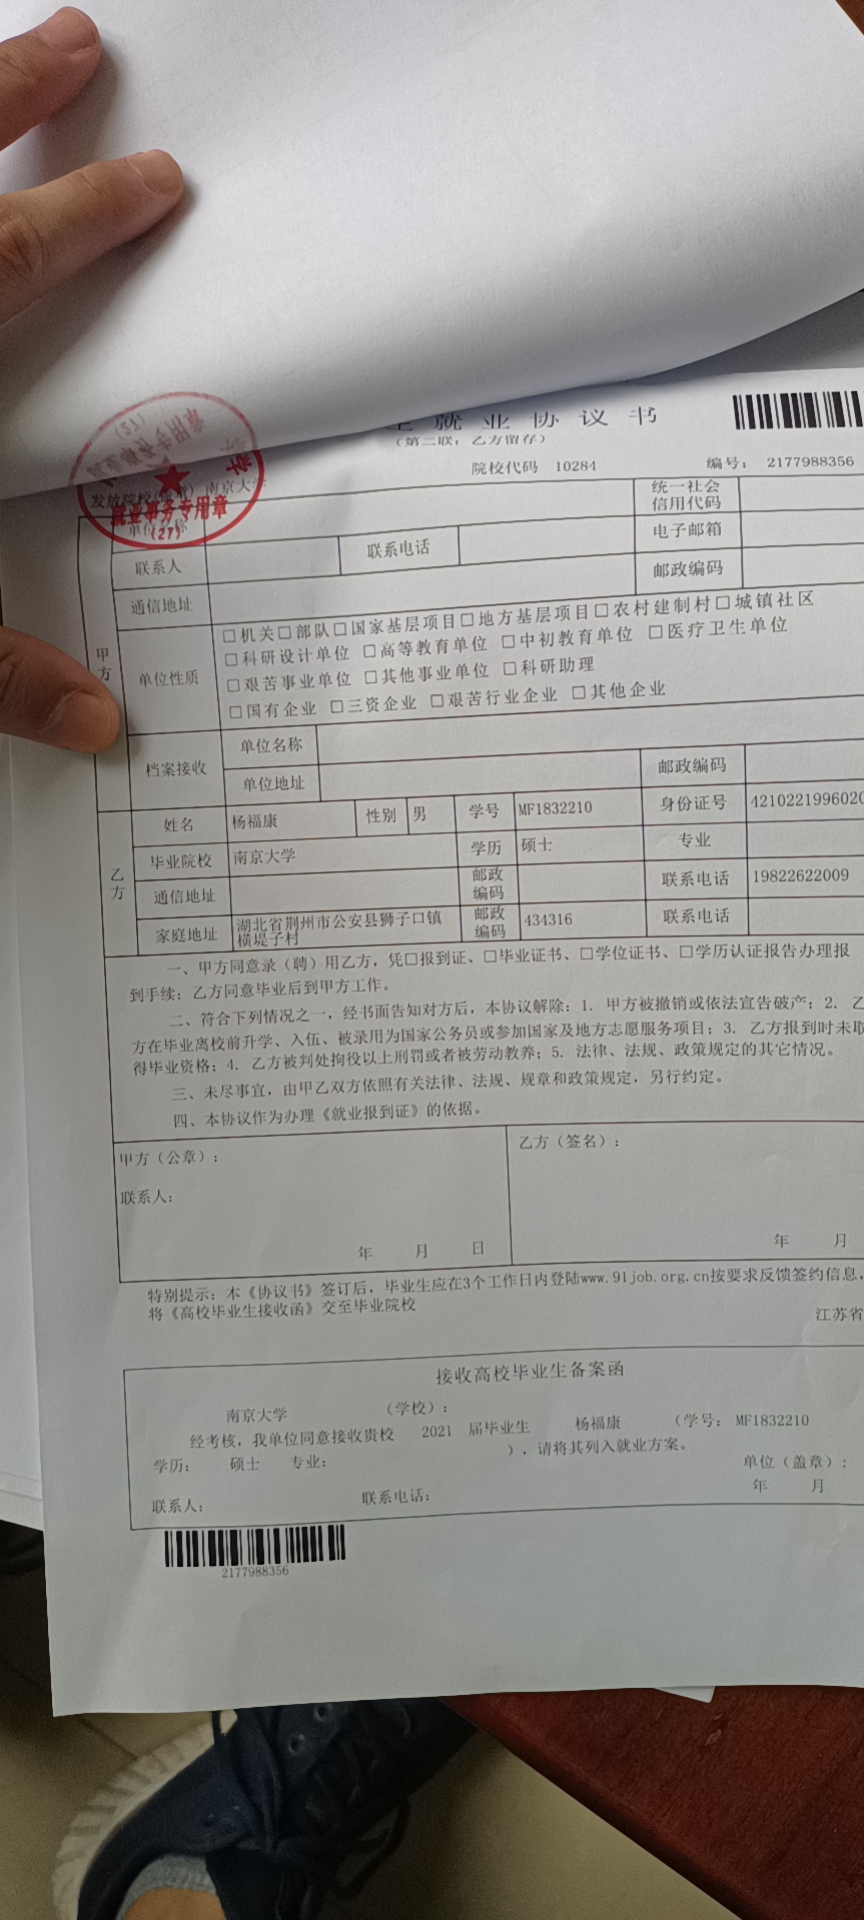 就业协议书
（第二联：乙方留存）
院校代码 10284 编号： 2177988356
发放院校 南京大学
就业事务专用章
(27)
甲方
单位名称 统一社会信用代码
联系人 联系电话 电子邮箱
通信地址 邮政编码
单位性质
□机关□部队□国家基层项目□地方基层项目□农村建制村□城镇社区
□科研设计单位 □高等教育单位 □中初教育单位 □医疗卫生单位
□艰苦事业单位 □其他事业单位 □科研助理
□国有企业 □三资企业 □艰苦行业企业 □其他企业
档案接收
单位名称
单位地址 邮政编码
乙方
姓名 杨福康 性别 男 学号 MF1832210 身份证号 4210221996020
毕业院校 南京大学 学历 硕士 专业
通信地址 邮政编码 联系电话 19822622009
家庭地址 湖北省荆州市公安县狮子口镇横堤子村 邮政编码 434316 联系电话
一、甲方同意录（聘）用乙方，凭□报到证、□毕业证书、□学位证书、□学历认证报告办理报
到手续；乙方同意毕业后到甲方工作。
二、符合下列情况之一，经书面告知对方后，本协议解除：1. 甲方被撤销或依法宣告破产；2. 乙
方在毕业离校前升学、入伍、被录用为国家公务员或参加国家及地方志愿服务项目；3. 乙方报到时未取
得毕业资格；4. 乙方被判处拘役以上刑罚或者被劳动教养；5. 法律、法规、政策规定的其它情况。
三、未尽事宜，由甲乙双方依照有关法律、法规、规章和政策规定，另行约定。
四、本协议作为办理《就业报到证》的依据。
甲方（公章）： 乙方（签名）：
联系人：
年 月 日 年 月
特别提示：本《协议书》签订后，毕业生应在3个工作日内登陆www.91job.org.cn按要求反馈签约信息，
将《高校毕业生接收函》交至毕业院校
江苏省
接收高校毕业生备案函
南京大学 （学校）：
经考核，我单位同意接收贵校 2021 届毕业生 杨福康 （学号： MF1832210
学历： 硕士 专业： ），请将其列入就业方案。
单位（盖章）：
联系人： 联系电话： 年 月
2177988356